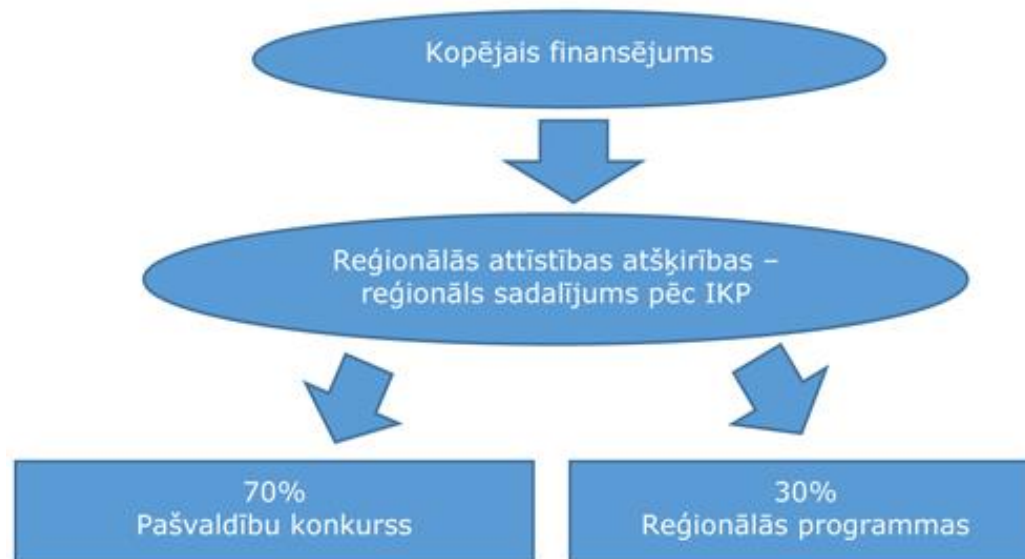 Kopējais finansējums
Reģionālās attīstības atšķirības –
reģionāls sadalījums pēc IKP
70%
Pašvaldību konkurss
30%
Reģionālās programmas